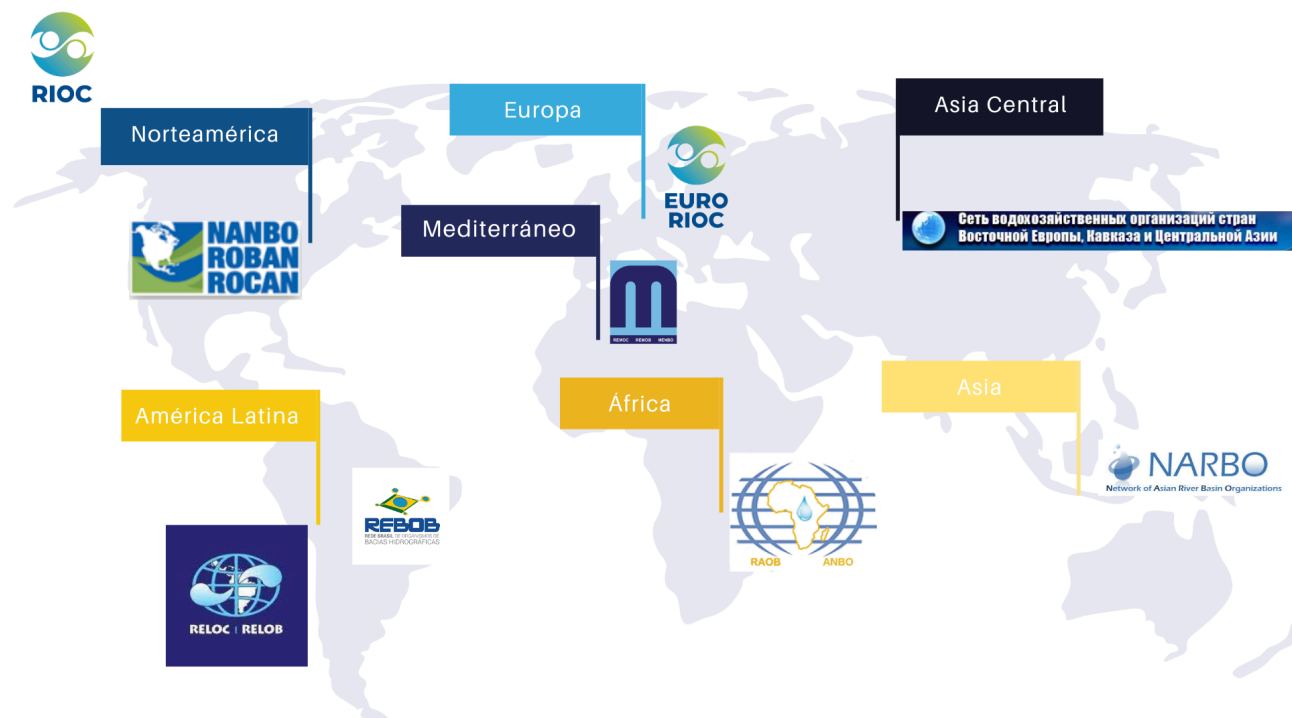 RIOC
Norteamérica
NANBO
ROBAN
ROCAN
Europa
EURO
RIOC
Asia Central
Сеть водохозяйственных организаций стран
Восточной Европы, Кавказа и Центральной Азии
Mediterráneo
REMOC REMOB MENBO
América Latina
RELOC | RELOB
REBOB
REDE BRASIL DE ORGANISMOS DE
BACIAS HIDROGRÁFICAS
África
RAOB ANBO
Asia
NARBO
Network of Asian River Basin Organizations